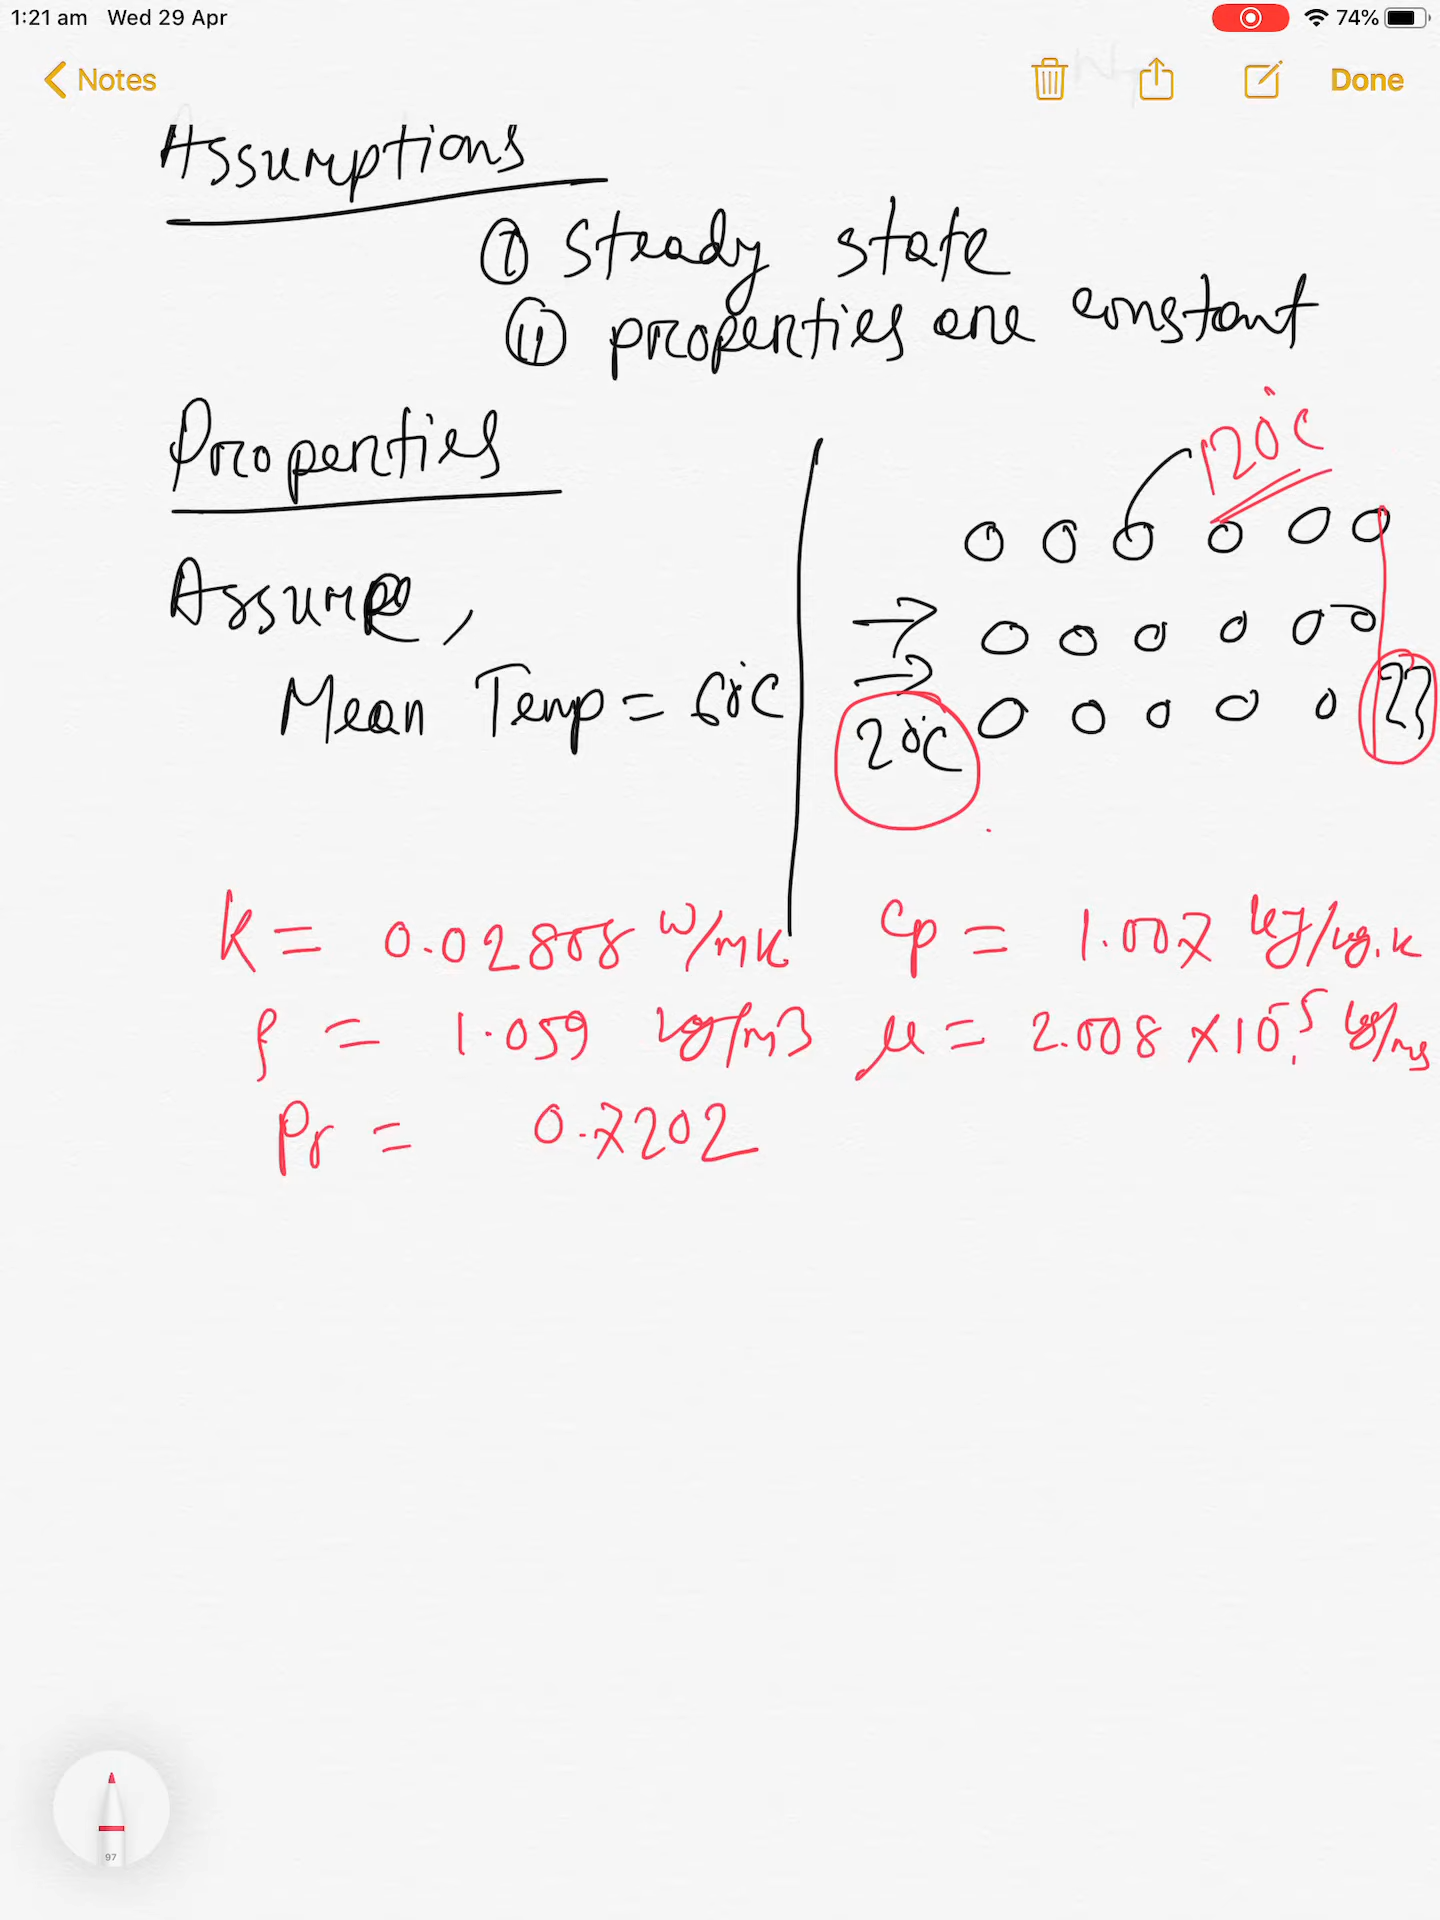 1:21 am Wed 29 Apr 74%
Notes Done
Assumptions
(I) Steady state
(II) properties are constant
Properties
120°C
Assume,
Mean Temp = 60°C
20°C
??
K = 0.02808 W/mK Cp = 1.007 kJ/kg.K
ρ = 1.059 kg/m3 μ = 2.008 × 10⁻⁵ kg/ms
Pr = 0.7202
97